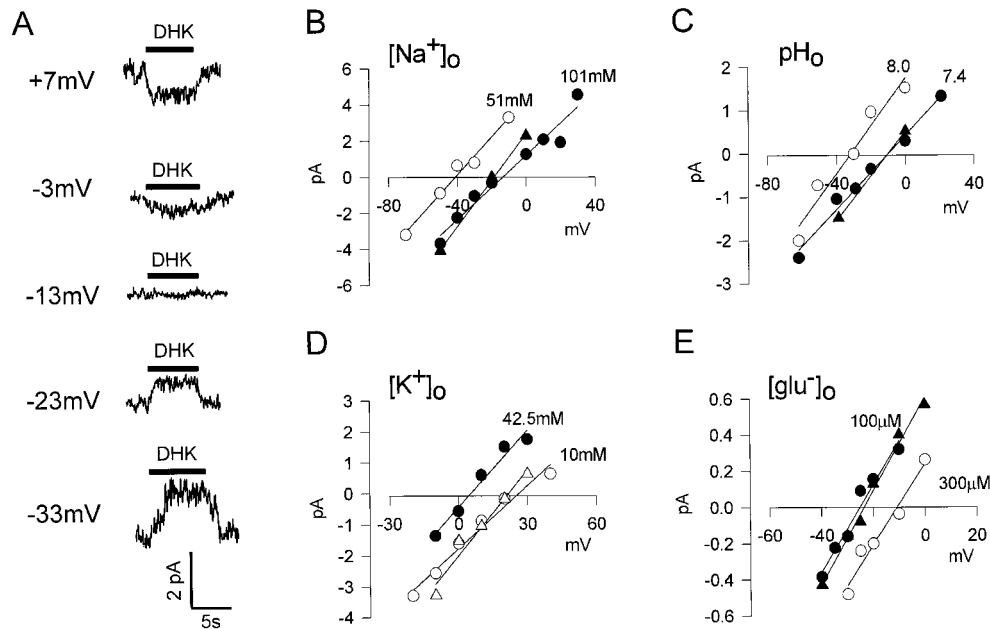 A
DHK
+7mV
DHK
-3mV
DHK
-13mV
DHK
-23mV
DHK
-33mV
2 pA
5s
B
[Na+]O
6
4
2
0
-2
-4
-6
pA
-80
-40
0
40
mV
51mM
101mM
C
pHO
2
1
0
-1
-2
-3
pA
-80
-40
0
40
mV
8.0
7.4
D
[K+]O
3
2
1
0
-1
-2
-3
-4
pA
-30
0
30
60
mV
42.5mM
10mM
E
[glu-]O
0.6
0.4
0.2
0.0
-0.2
-0.4
-0.6
pA
-60
-40
-20
0
20
mV
100µM
300µM